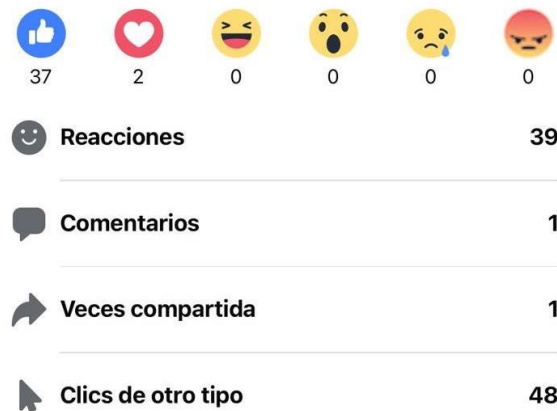 37 2 0 0 0 0
Reacciones 39
Comentarios 1
Veces compartida 1
Clics de otro tipo 48